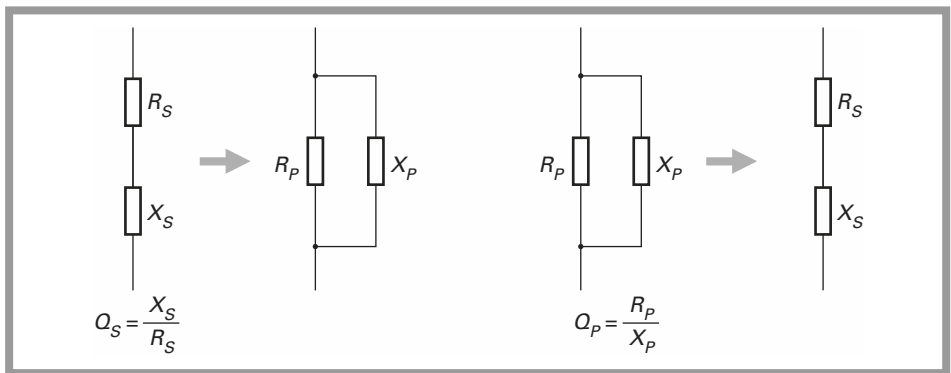 R_S
X_S
Q_S = X_S / R_S
R_P
X_P
R_P
X_P
Q_P = R_P / X_P
R_S
X_S